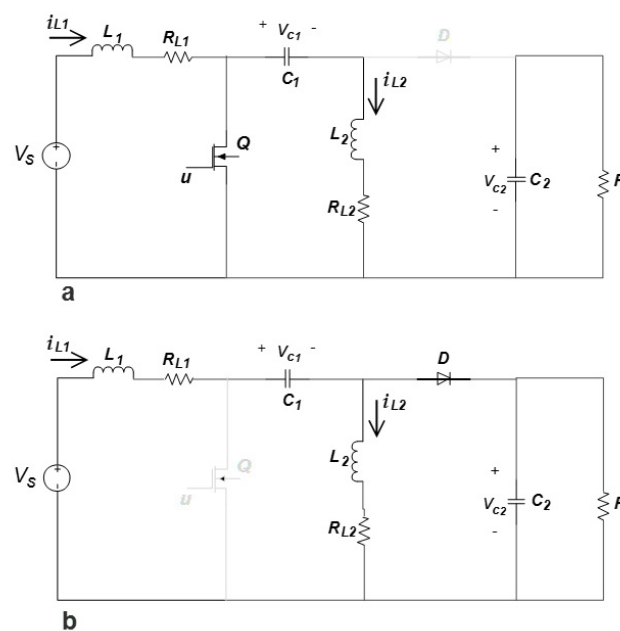 iL1 L1 RL1 + Vc1 - D
C1 iL2
L2
Q
Vs u + Vc2 - C2 R
RL2
a
iL1 L1 RL1 + Vc1 - D
C1 iL2
L2
Q
Vs u + Vc2 - C2 R
RL2
b